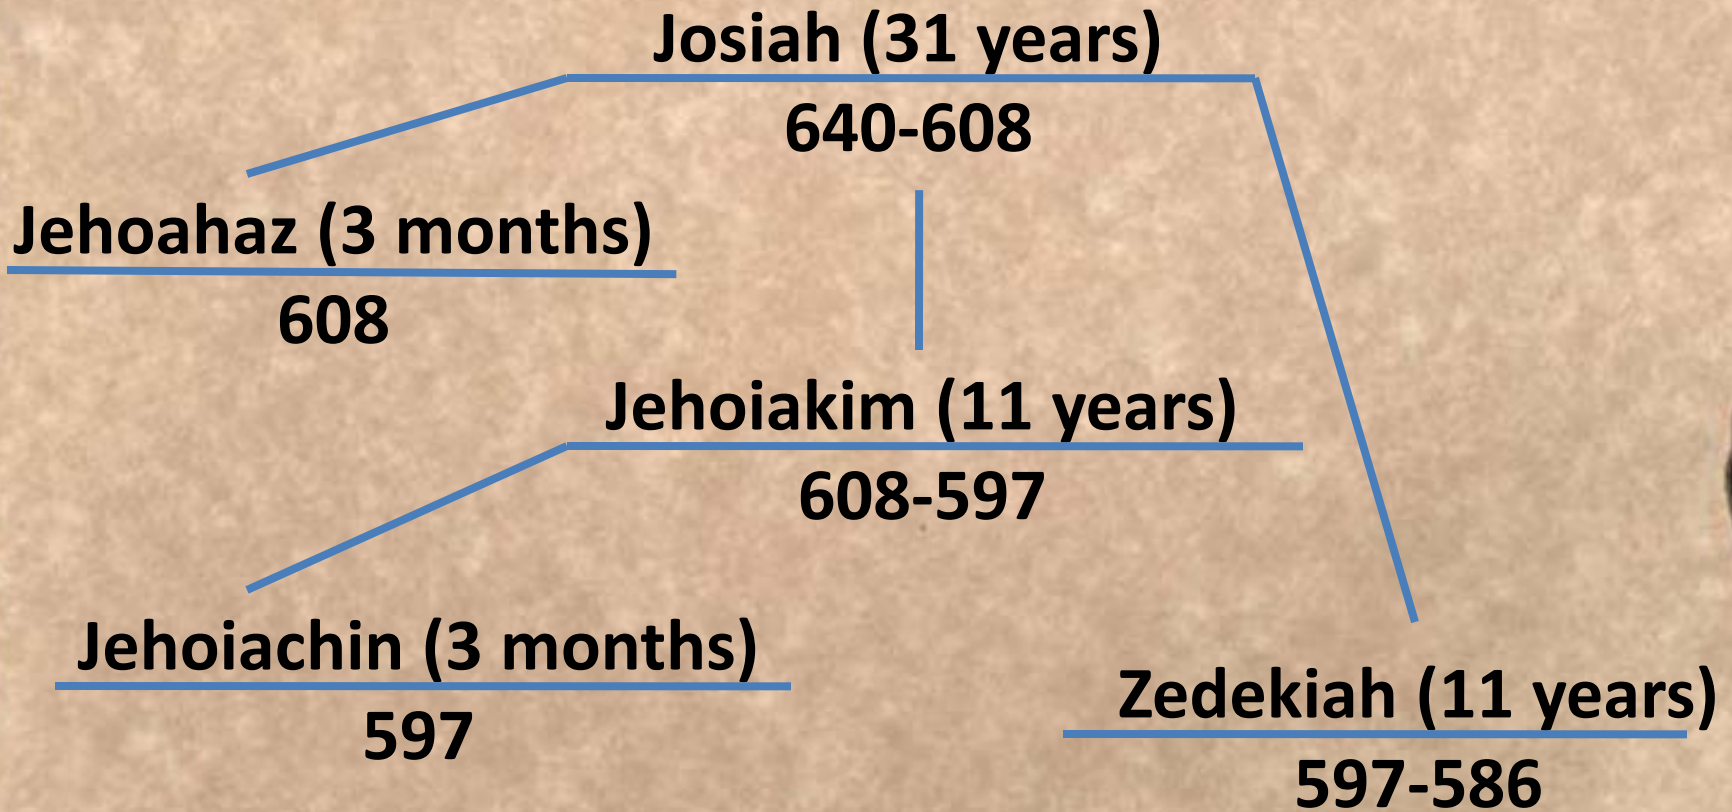 Josiah (31 years)
640-608
Jehoahaz (3 months)
608
Jehoiakim (11 years)
608-597
Jehoiachin (3 months)
597
Zedekiah (11 years)
597-586